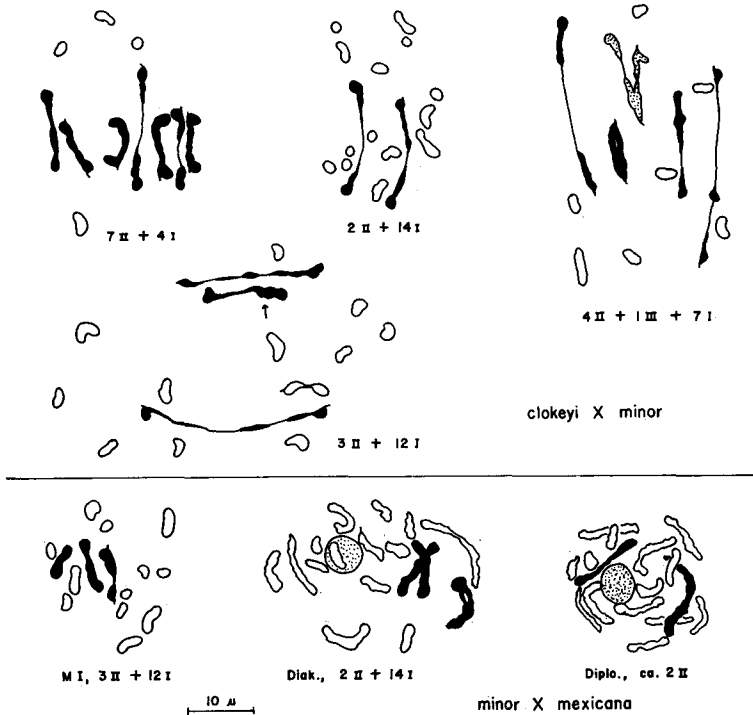 7 II + 4 I
2 II + 14 I
4 II + 1 III + 7 I
3 II + 12 I
clokeyi X minor
M I, 3 II + 12 I
Diak., 2 II + 14 I
Diplo., ca. 2 II
10 μ
minor X mexicana